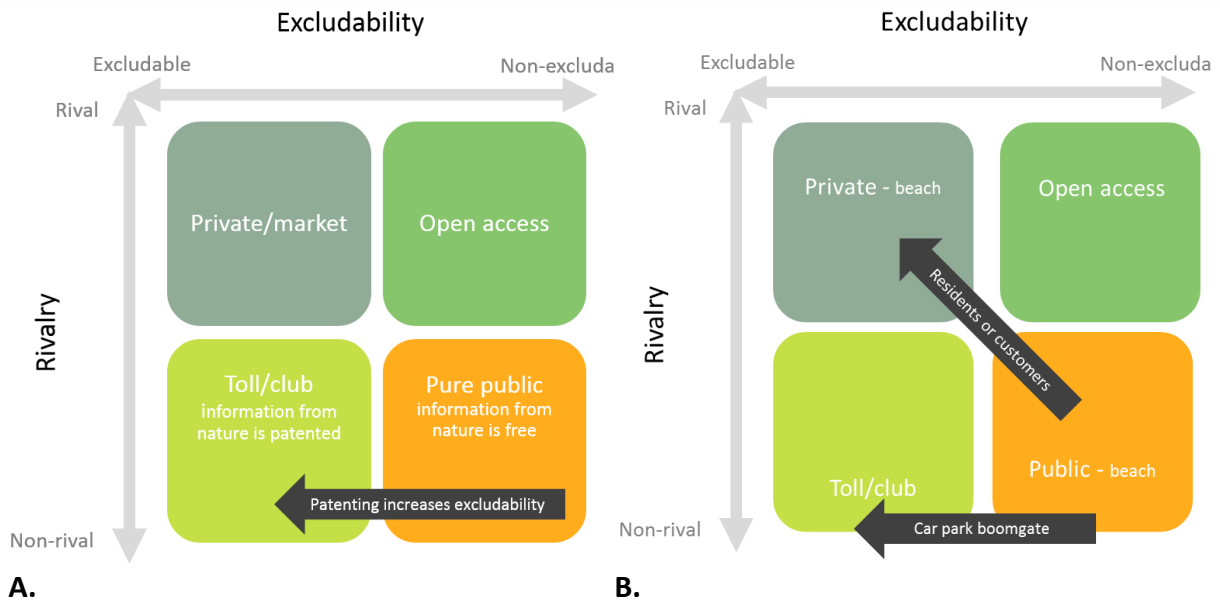 Excludability
Excludable
Non-excluda
Rival
Rivalry
Private/market
Open access
Toll/club
information from
nature is patented
Pure public
information from
nature is free
Patenting increases excludability
Non-rival
A.
Excludability
Excludable
Non-excluda
Rival
Rivalry
Private - beach
Open access
Residents or customers
Toll/club
Public - beach
Car park boomgate
Non-rival
B.